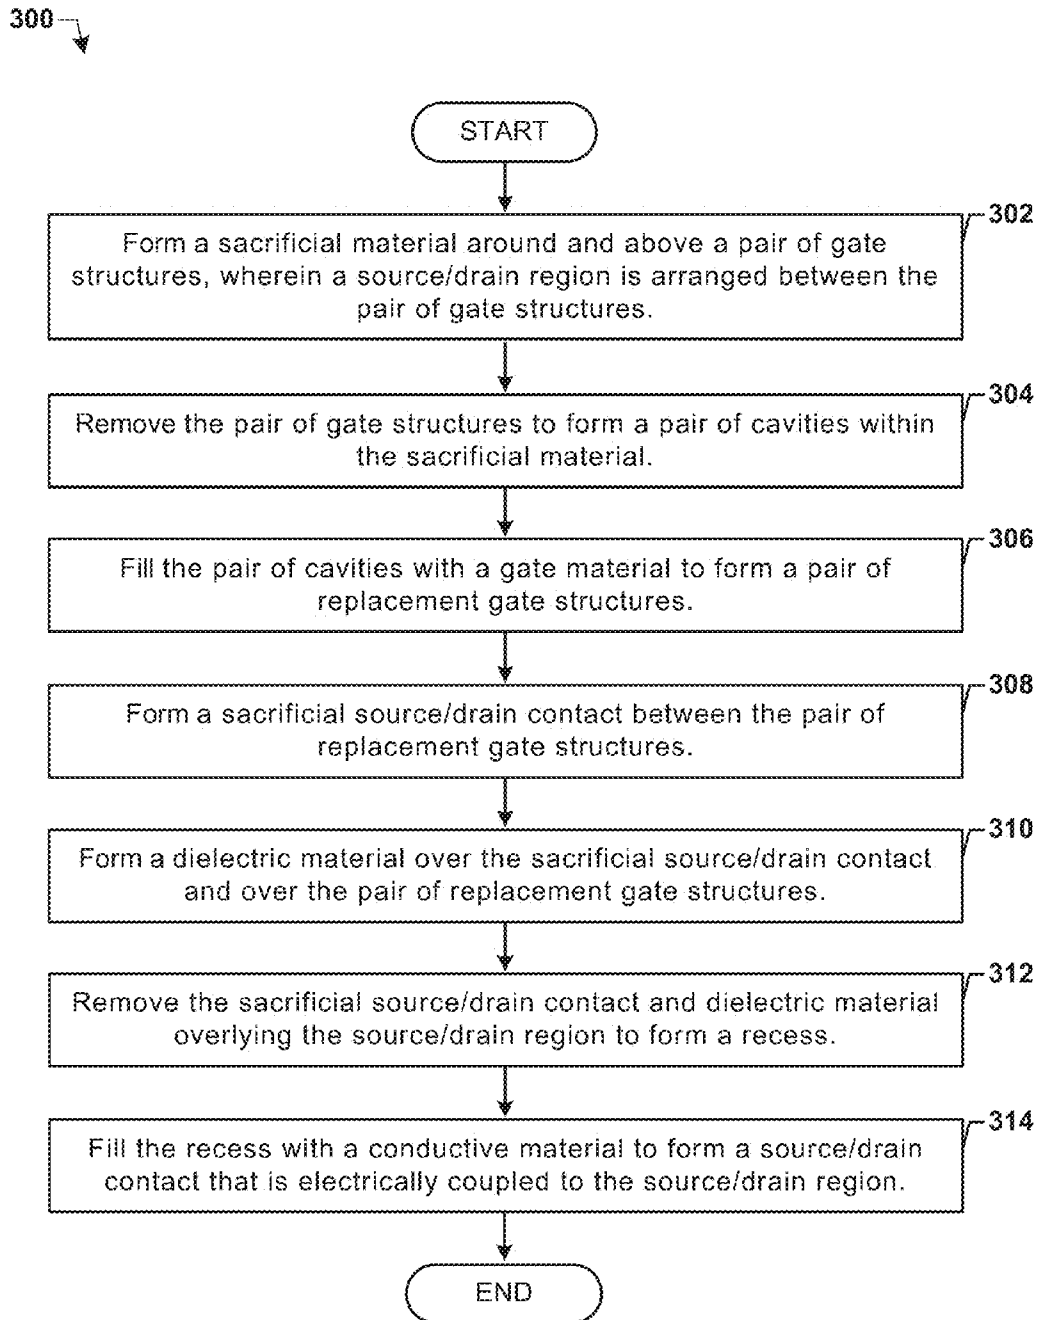 300
START
302
Form a sacrificial material around and above a pair of gate
structures, wherein a source/drain region is arranged between the
pair of gate structures.
304
Remove the pair of gate structures to form a pair of cavities within
the sacrificial material.
306
Fill the pair of cavities with a gate material to form a pair of
replacement gate structures.
308
Form a sacrificial source/drain contact between the pair of
replacement gate structures.
310
Form a dielectric material over the sacrificial source/drain contact
and over the pair of replacement gate structures.
312
Remove the sacrificial source/drain contact and dielectric material
overlying the source/drain region to form a recess.
314
Fill the recess with a conductive material to form a source/drain
contact that is electrically coupled to the source/drain region.
END